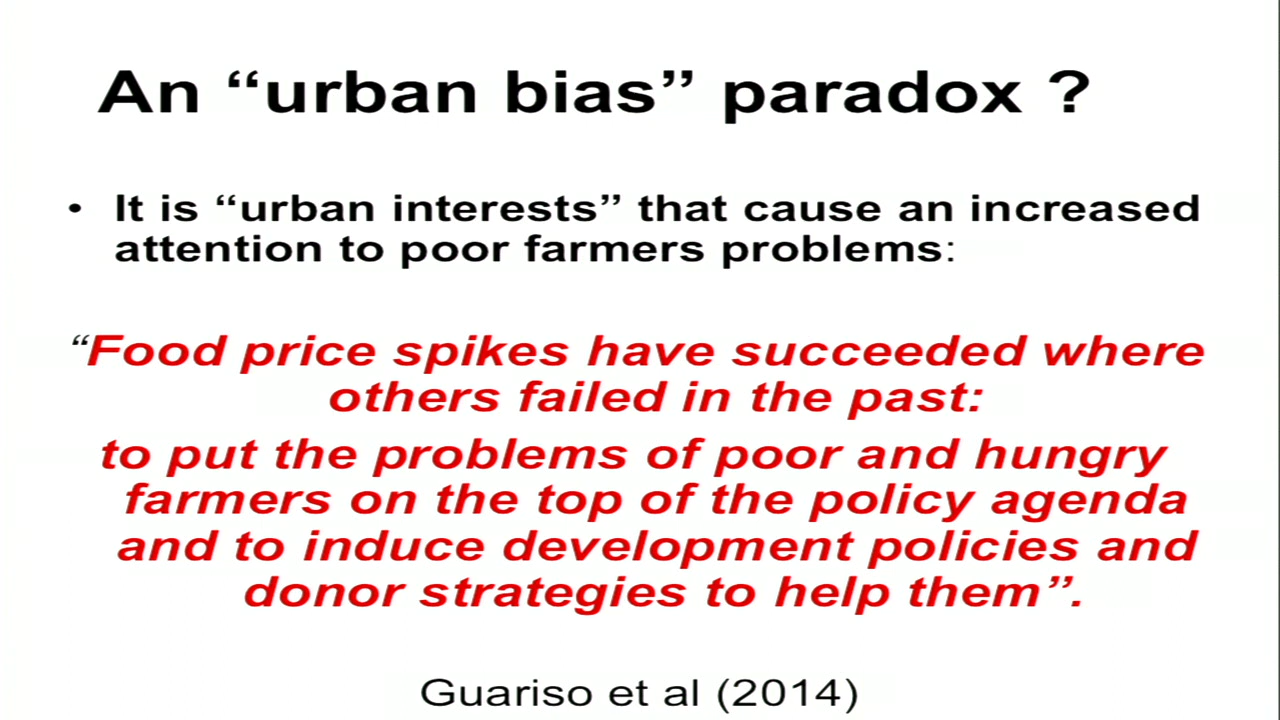 An “urban bias” paradox ?
• It is “urban interests” that cause an increased
attention to poor farmers problems:
“Food price spikes have succeeded where
others failed in the past:
to put the problems of poor and hungry
farmers on the top of the policy agenda
and to induce development policies and
donor strategies to help them”.
Guariso et al (2014)